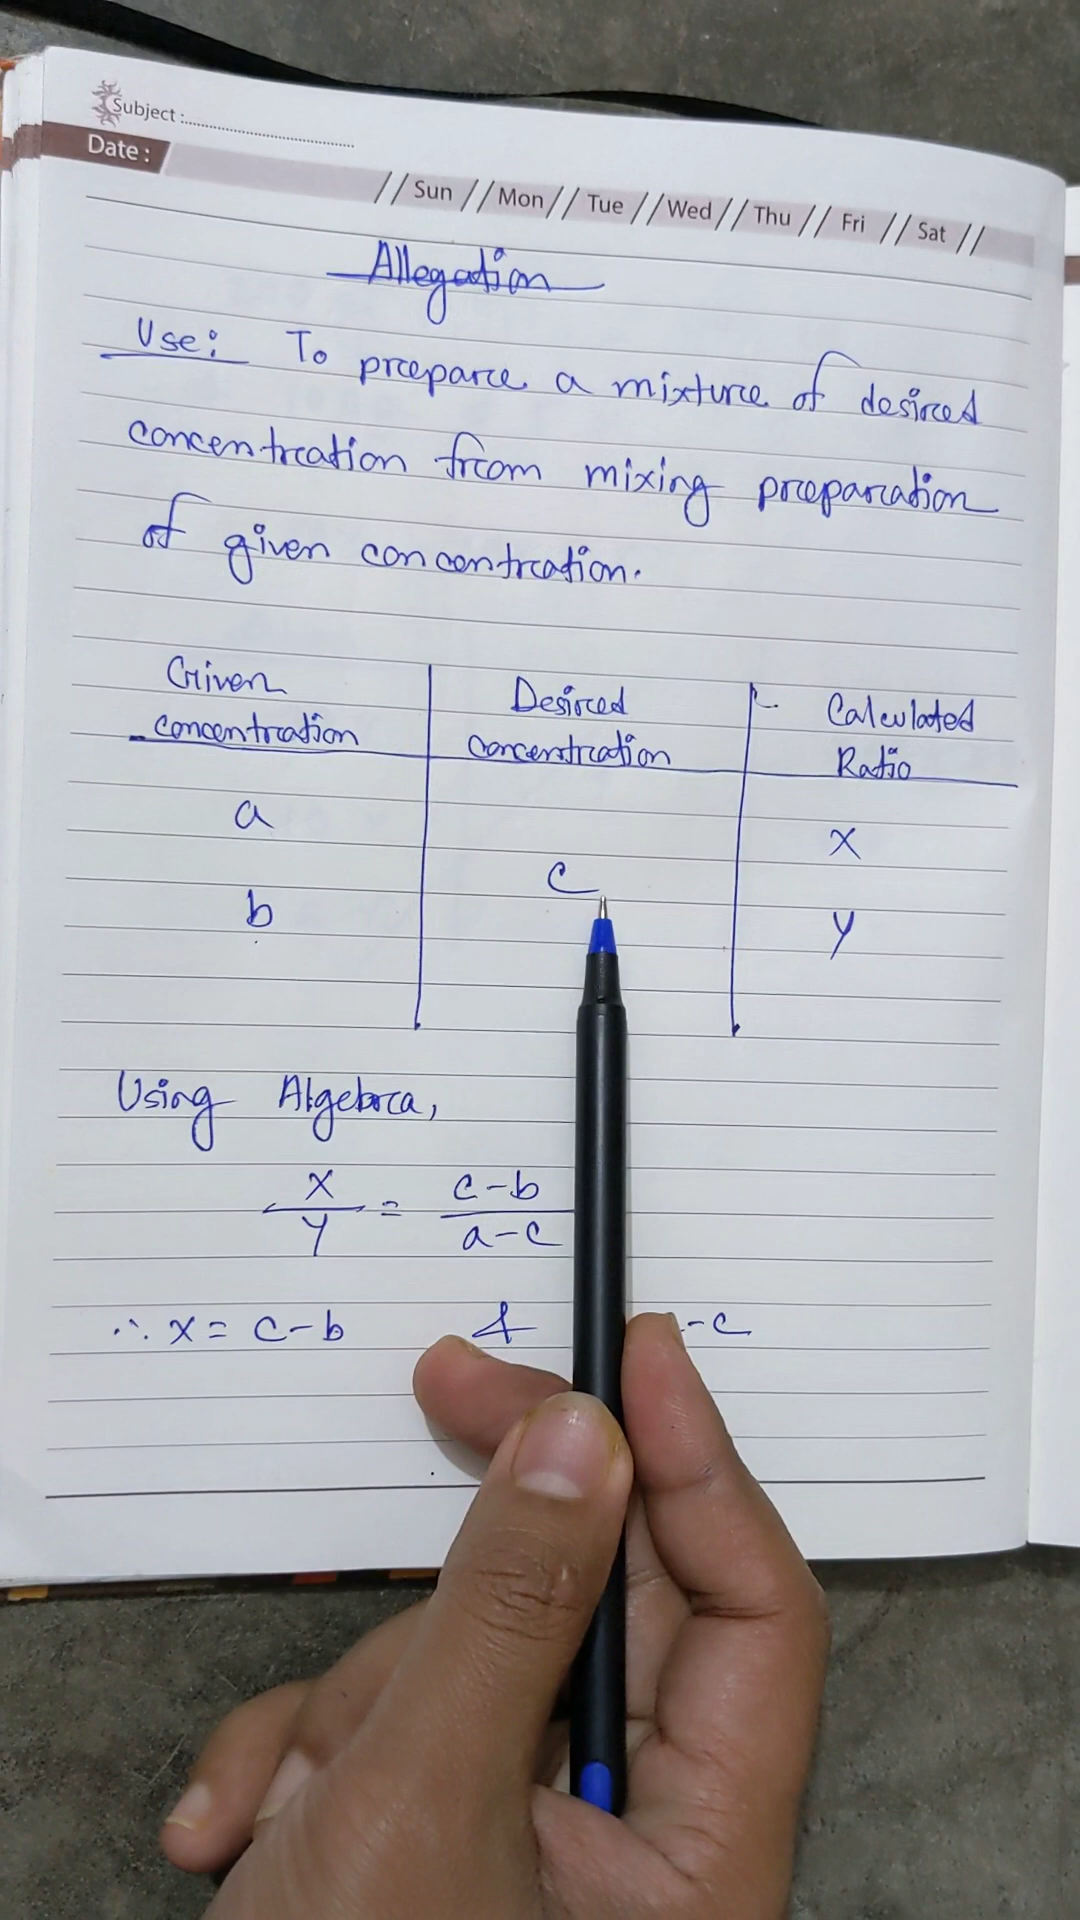 Subject :
Date :
// Sun // Mon // Tue // Wed // Thu // Fri // Sat //
Allegation
Use: To prepare a mixture of desired
concentration from mixing preparation
of given concentration.
Given concentration | Desired concentration | Calculated Ratio
a
x
c
b
y
Using Algebra,
x/y = c-b/a-c
∴ x = c-b & -c